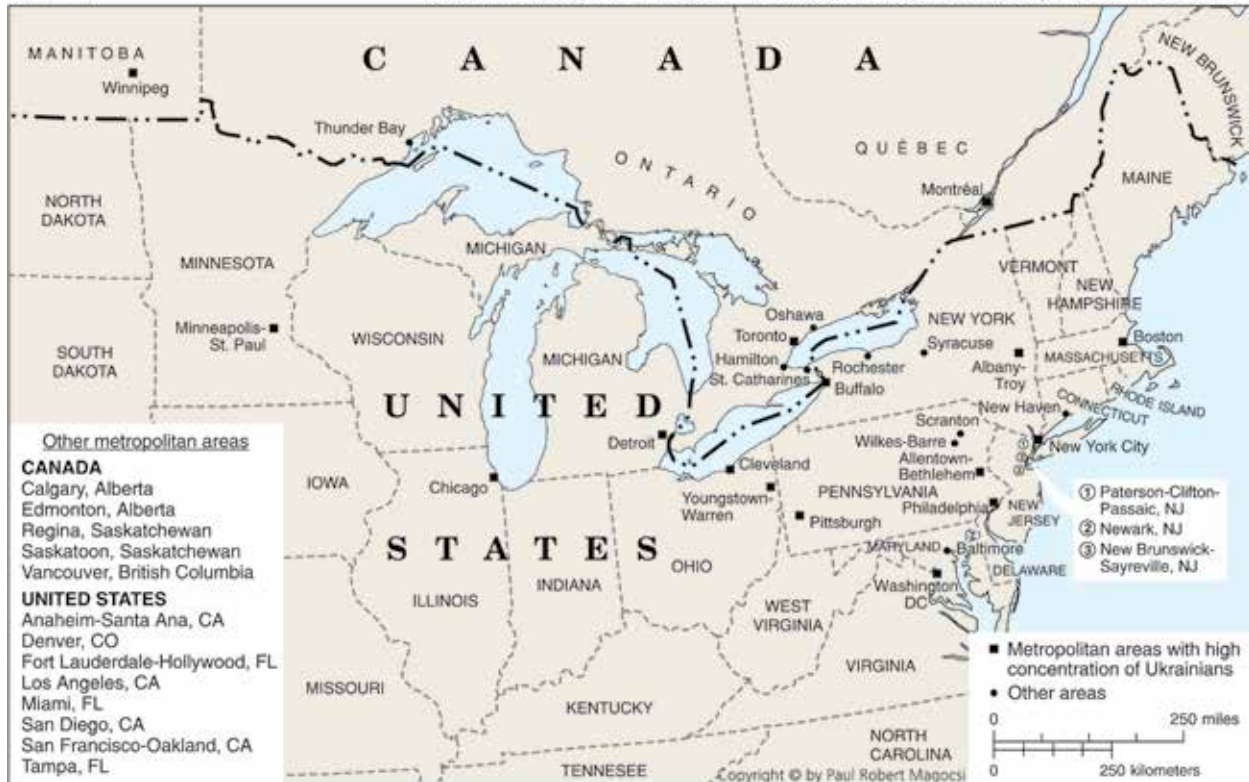 MANITOBA
Winnipeg
CANADA
NEW BRUNSWICK
Thunder Bay
ONTARIO
QUÉBEC
Montréal
MAINE
NORTH
DAKOTA
MINNESOTA
MICHIGAN
VERMONT
NEW
HAMPSHIRE
Minneapolis-
St. Paul
WISCONSIN
MICHIGAN
Oshawa
Toronto
Hamilton
St. Catharines
NEW YORK
Syracuse
Rochester
Buffalo
Albany-
Troy
Boston
MASSACHUSETTS
SOUTH
DAKOTA
UNITED
RHODE ISLAND
CONNECTICUT
New Haven
Scranton
Wilkes-Barre
Allentown-
Bethlehem
New York City
Detroit
Cleveland
Youngstown-
Warren
Chicago
IOWA
PENNSYLVANIA
Philadelphia
NEW
JERSEY
Pittsburgh
① Paterson-Clifton-
Passaic, NJ
② Newark, NJ
③ New Brunswick-
Sayreville, NJ
STATES
MARYLAND
Baltimore
DELAWARE
Washington
DC
ILLINOIS
INDIANA
OHIO
WEST
VIRGINIA
VIRGINIA
MISSOURI
KENTUCKY
TENNESSEE
NORTH
CAROLINA
Other metropolitan areas
CANADA
Calgary, Alberta
Edmonton, Alberta
Regina, Saskatchewan
Saskatoon, Saskatchewan
Vancouver, British Columbia
UNITED STATES
Anaheim-Santa Ana, CA
Denver, CO
Fort Lauderdale-Hollywood, FL
Los Angeles, CA
Miami, FL
San Diego, CA
San Francisco-Oakland, CA
Tampa, FL
Metropolitan areas with high
concentration of Ukrainians
Other areas
0 250 miles
0 250 kilometers
Copyright © by Paul Robert Magocsi